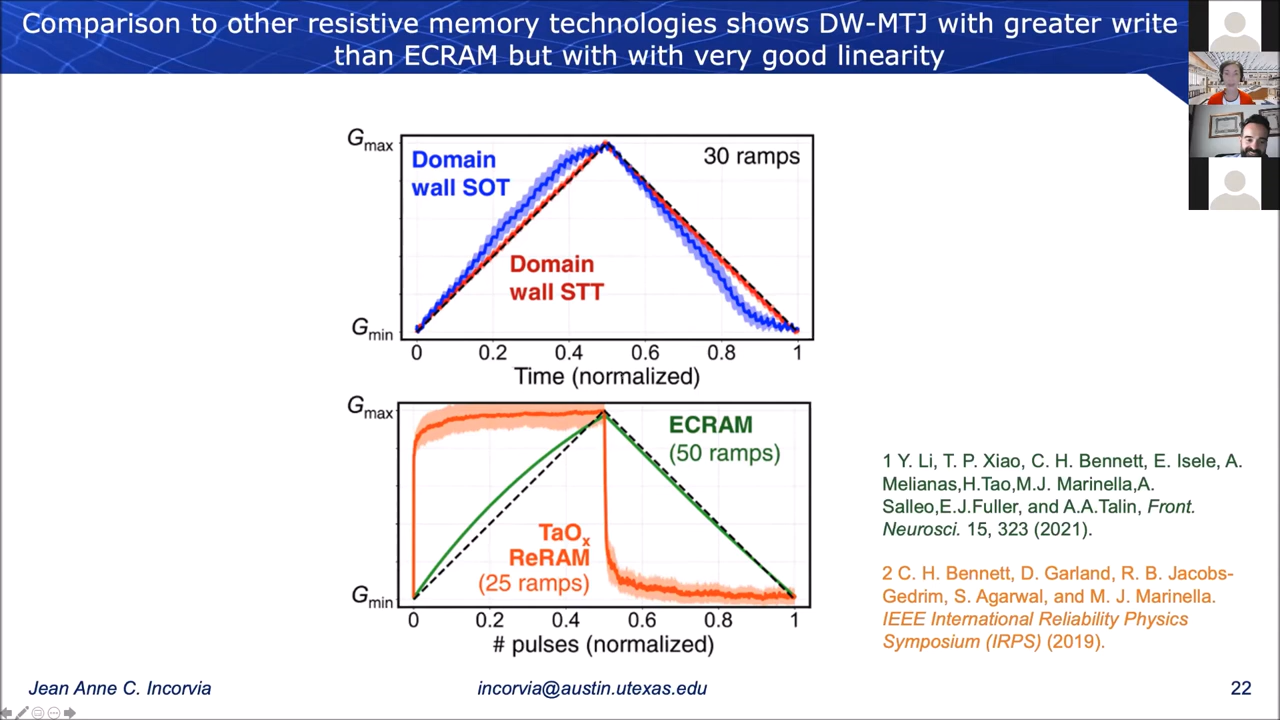 Comparison to other resistive memory technologies shows DW-MTJ with greater write
than ECRAM but with with very good linearity
Gmax
Domain
wall SOT
30 ramps
Domain
wall STT
Gmin
0 0.2 0.4 0.6 0.8 1
Time (normalized)
Gmax
ECRAM
(50 ramps)
TaOx
ReRAM
(25 ramps)
Gmin
0 0.2 0.4 0.6 0.8 1
# pulses (normalized)
1 Y. Li, T. P. Xiao, C. H. Bennett, E. Isele, A.
Melianas,H.Tao,M.J. Marinella,A.
Salleo,E.J.Fuller, and A.A.Talin, Front.
Neurosci. 15, 323 (2021).
2 C. H. Bennett, D. Garland, R. B. Jacobs-
Gedrim, S. Agarwal, and M. J. Marinella.
IEEE International Reliability Physics
Symposium (IRPS) (2019).
Jean Anne C. Incorvia
incorvia@austin.utexas.edu
22